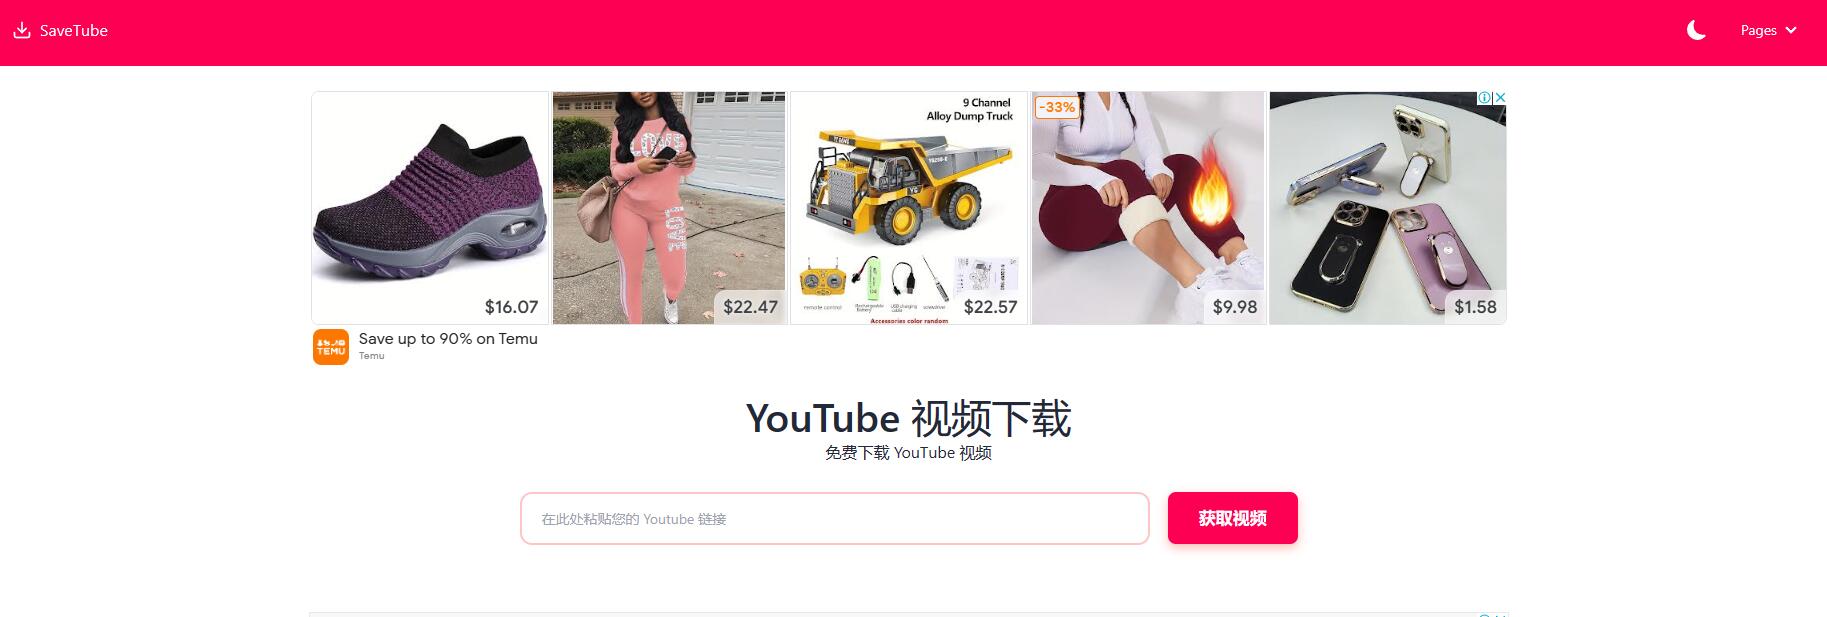 SaveTube
Pages
$16.07
LOVE
$22.47
9 Channel
Alloy Dump Truck
YG
remote control
Rechargeable Battery
USB charging cable
screwdriver
Accessories color random
$22.57
-33%
$9.98
$1.58
TEMU
Save up to 90% on Temu
Temu
YouTube 视频下载
免费下载 YouTube 视频
在此处粘贴您的 Youtube 链接
获取视频